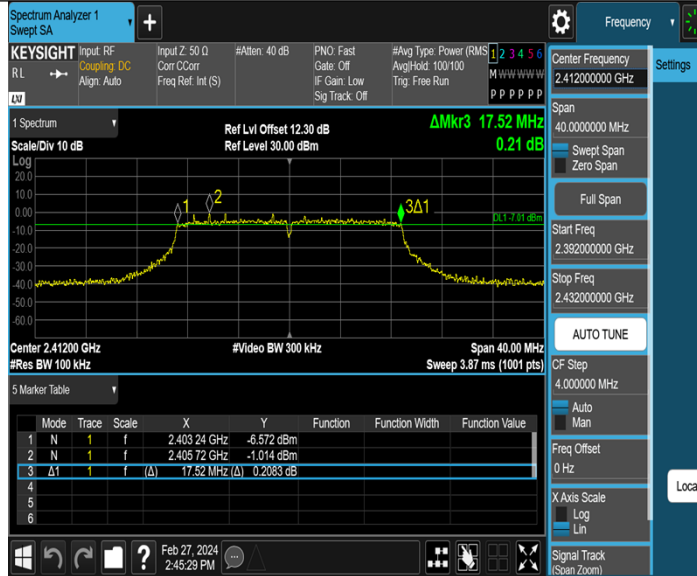 Spectrum Analyzer 1
Swept SA
Frequency
KEYSIGHT
RL
LXI
Input: RF
Coupling: DC
Align: Auto
Input Z: 50 Ω
Corr CCorr
Freq Ref: Int (S)
#Atten: 40 dB
PNO: Fast
Gate: Off
IF Gain: Low
Sig Track: Off
#Avg Type: Power (RMS
Avg|Hold: 100/100
Trig: Free Run
1 2 3 4 5 6
M W W W W W
P P P P P P
Center Frequency
2.412000000 GHz
Settings
Span
40.0000000 MHz
Swept Span
Zero Span
Full Span
Start Freq
2.392000000 GHz
Stop Freq
2.432000000 GHz
AUTO TUNE
CF Step
4.000000 MHz
Auto
Man
Freq Offset
0 Hz
X Axis Scale
Log
Lin
Signal Track
(Span Zoom)
Loca
1 Spectrum
Scale/Div 10 dB
Ref Lvl Offset 12.30 dB
Ref Level 30.00 dBm
ΔMkr3 17.52 MHz
0.21 dB
Log
20.0
10.0
0.00
-10.0
-20.0
-30.0
-40.0
-50.0
-60.0
1
2
3Δ1
DL1 -7.01 dBm
Center 2.41200 GHz
#Video BW 300 kHz
Span 40.00 MHz
#Res BW 100 kHz
Sweep 3.87 ms (1001 pts)
5 Marker Table
Mode Trace Scale X Y Function Function Width Function Value
1 N 1 f 2.403 24 GHz -6.572 dBm
2 N 1 f 2.405 72 GHz -1.014 dBm
3 Δ1 1 f (Δ) 17.52 MHz (Δ) 0.2083 dB
4
5
6
?
Feb 27, 2024
2:45:29 PM